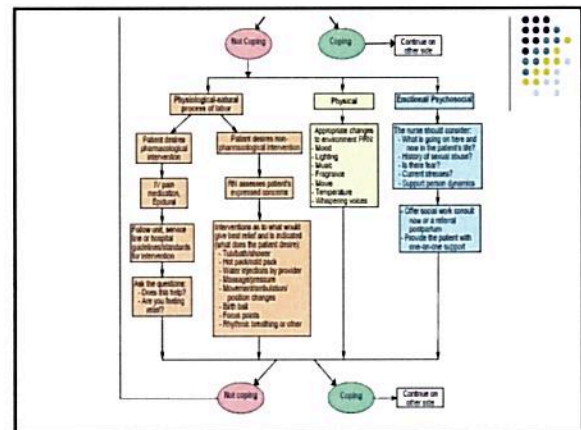 Not Coping
Coping
Continue on
other side
Physiological-natural
process of labor
Physical
Emotional/Psychosocial
Patient desires
pharmacological
intervention
Patient desires non-
pharmacological intervention
Appropriate changes
to environment PRN
- Mood
- Lighting
- Music
- Fragrance
- Move
- Temperature
- Whispering voices
The nurse should consider:
- What is going on here and
now in the patient's life?
- History of sexual abuse?
- Is there fear?
- Current stresses?
- Support person dynamics
IV pain
medication,
Epidural
RN assesses patient's
expressed concerns
- Offer social work consult
now or a referral
postpartum
- Provide the patient with
one-on-one support
Follow unit, service
line or hospital
guidelines/standards
for intervention
Interventions as to what would
give best relief and is indicated
(what does the patient desire):
- Tub/bath/shower
- Hot pack/cold pack
- Water injections by provider
- Massage/pressure
- Movement/ambulation/
position changes
- Birth ball
- Focus points
- Rhythmic breathing or other
Ask the questions:
- Does this help?
- Are you feeling
relief?
Not coping
Coping
Continue on
other side